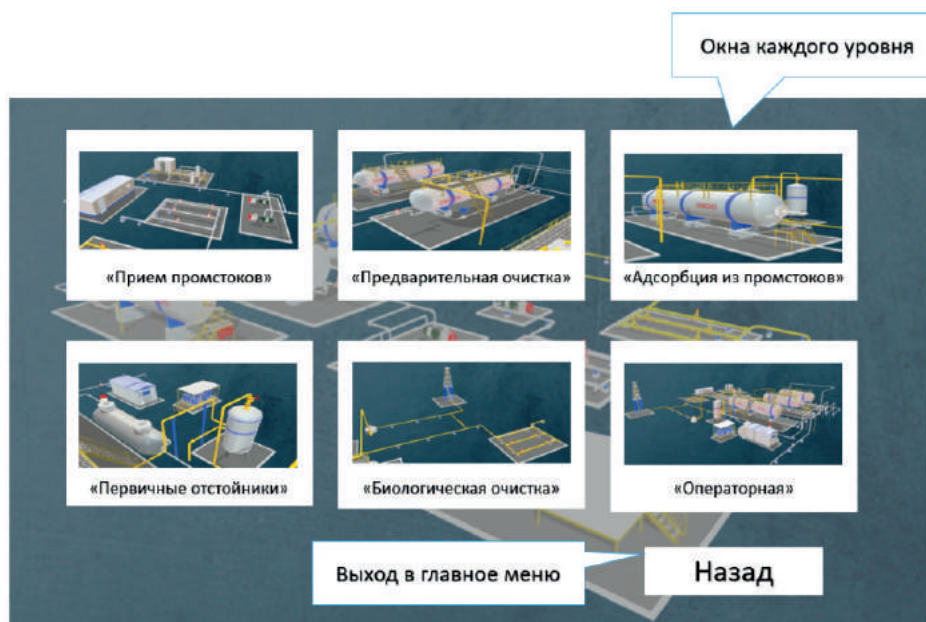 Окна каждого уровня
«Прием промстоков»
«Предварительная очистка»
«Адсорбция из промстоков»
«Первичные отстойники»
«Биологическая очистка»
«Операторная»
Выход в главное меню
Назад